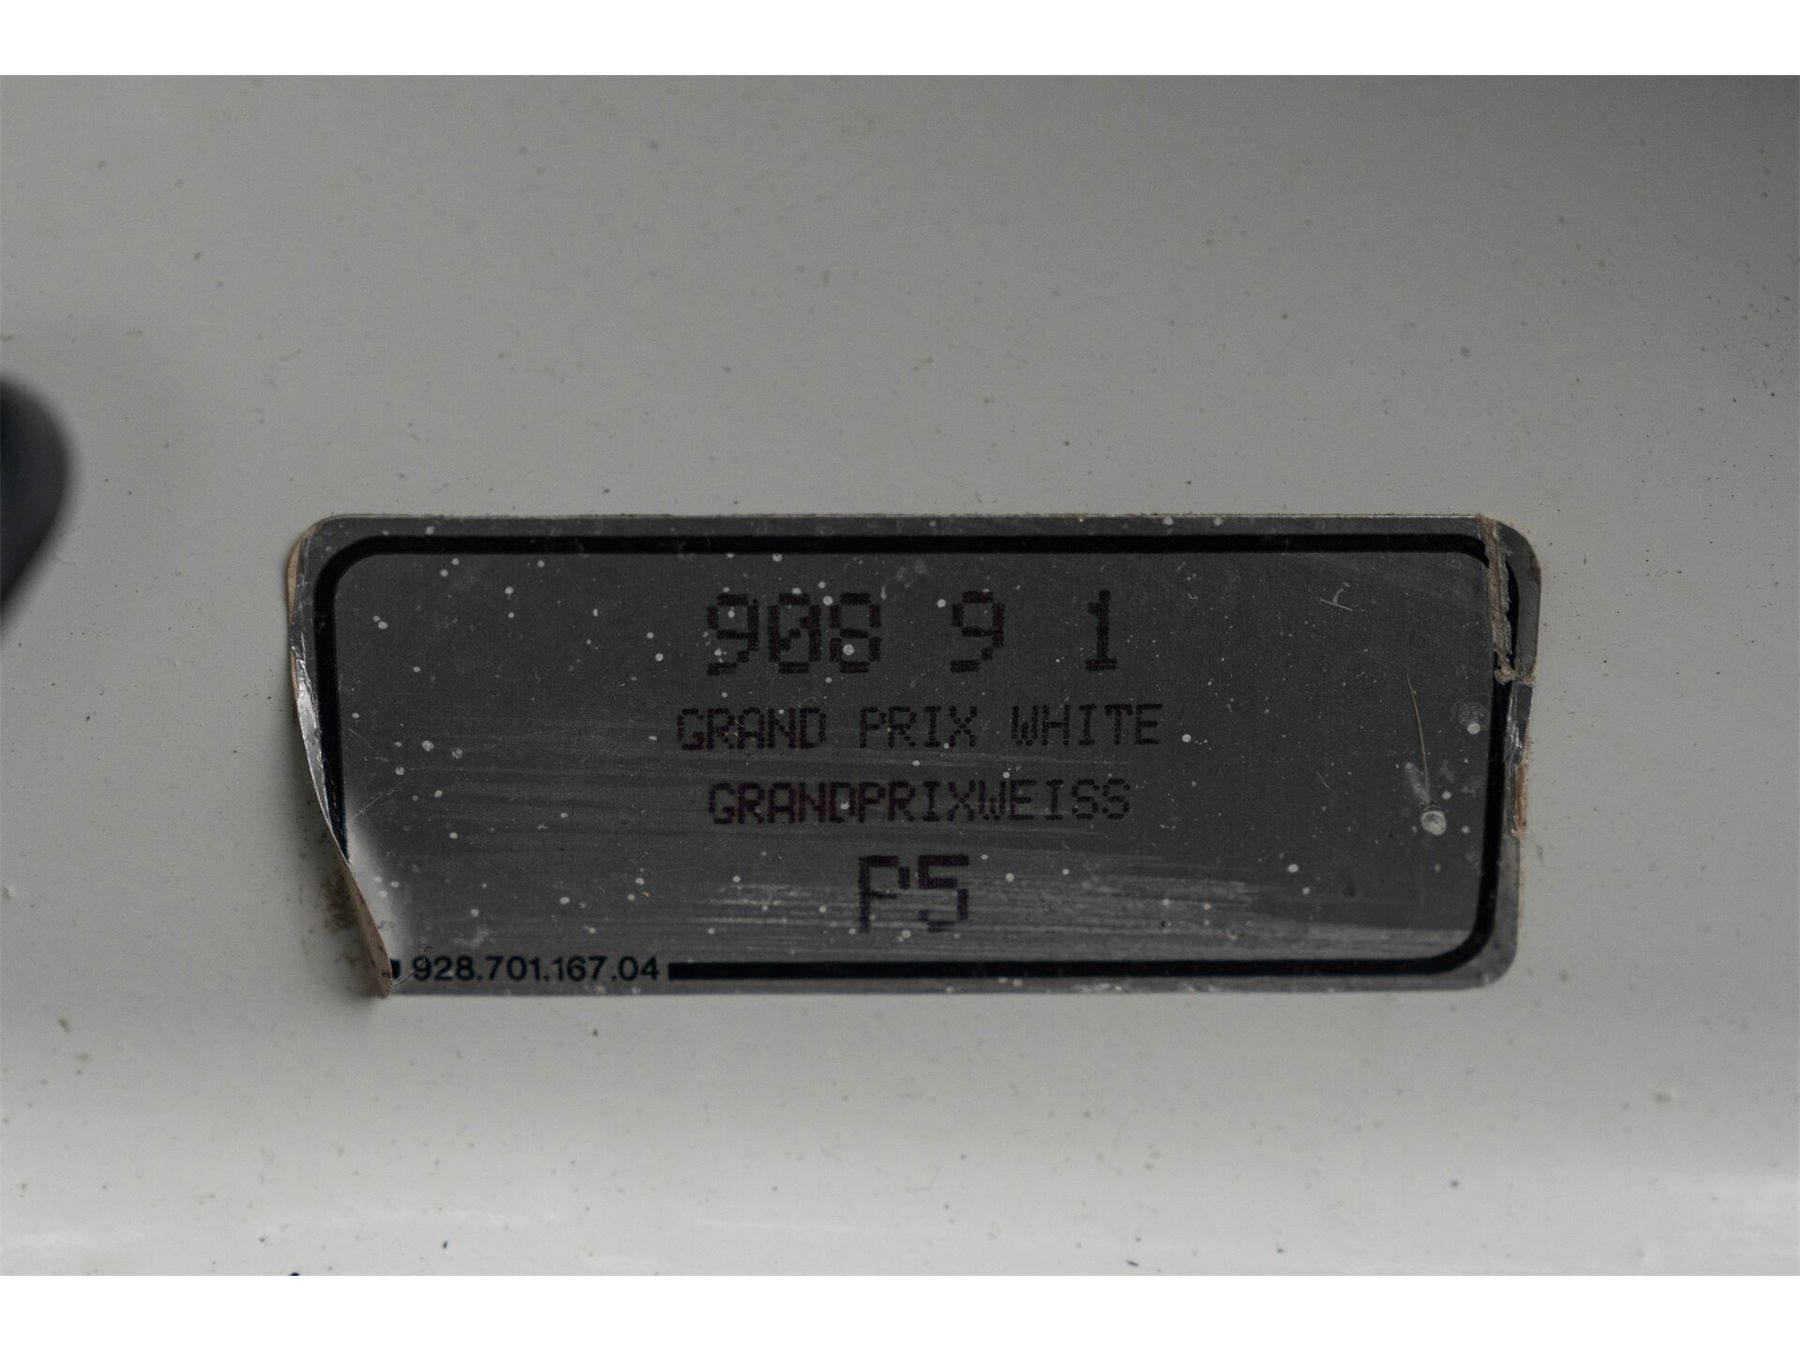 908 9 1
GRAND PRIX WHITE
GRANDPRIXWEISS
P5
928.701.167.04